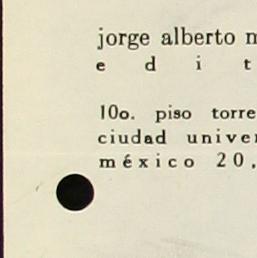 jorge alberto m
e d i t
10o. piso torre
ciudad univer
méxico 20,